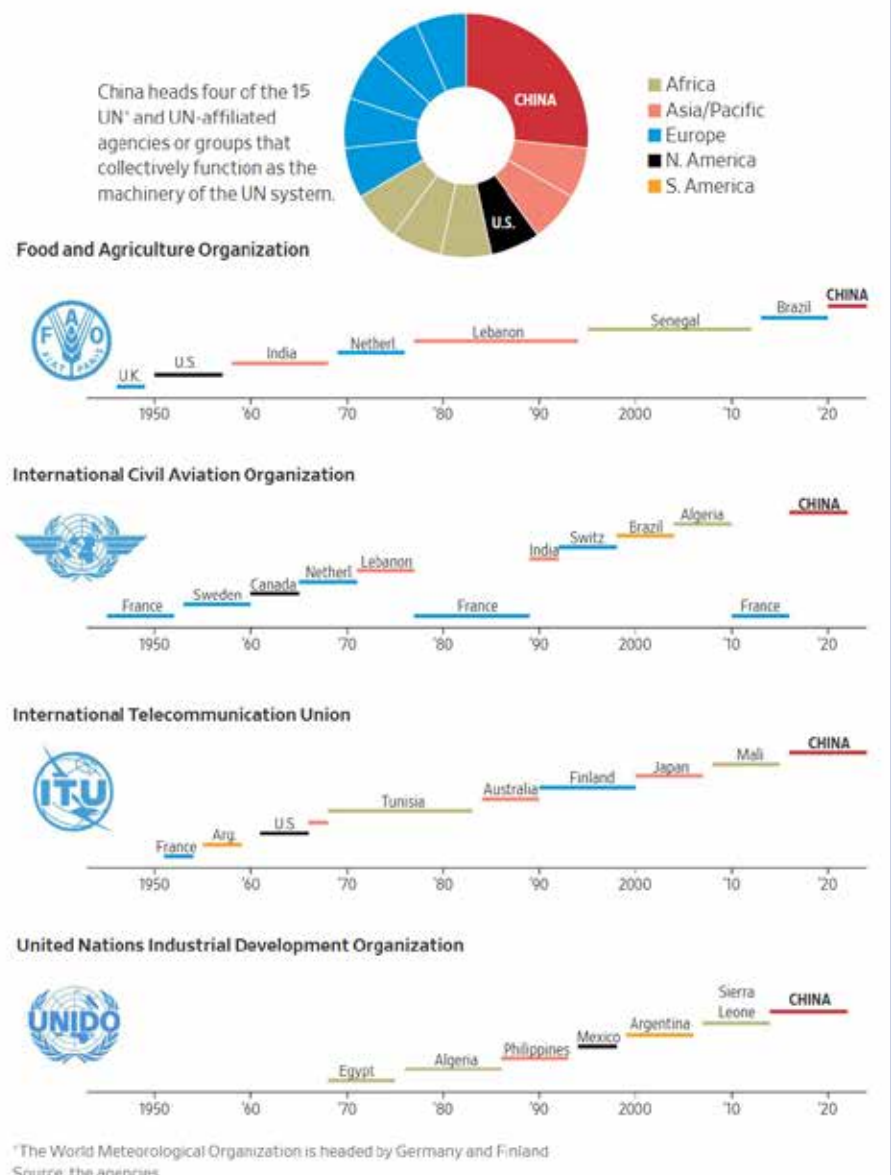 China heads four of the 15
UN* and UN-affiliated
agencies or groups that
collectively function as the
machinery of the UN system.
CHINA
U.S.
Africa
Asia/Pacific
Europe
N. America
S. America
Food and Agriculture Organization
F A O
FIAT PANIS
U.K.
U.S.
India
Netherl
Lebanon
Senegal
Brazil
CHINA
1950 '60 '70 '80 '90 2000 '10 '20
International Civil Aviation Organization
France
Sweden
Canada
Netherl
Lebanon
France
India
Switz
Brazil
Algeria
France
CHINA
1950 '60 '70 '80 '90 2000 '10 '20
International Telecommunication Union
ITU
France
Arg.
U.S.
Tunisia
Australia
Finland
Japan
Mali
CHINA
1950 '60 '70 '80 '90 2000 '10 '20
United Nations Industrial Development Organization
UNIDO
Egypt
Algeria
Philippines
Mexico
Argentina
Sierra
Leone
CHINA
1950 '60 '70 '80 '90 2000 '10 '20
*The World Meteorological Organization is headed by Germany and Finland
Source: the agencies